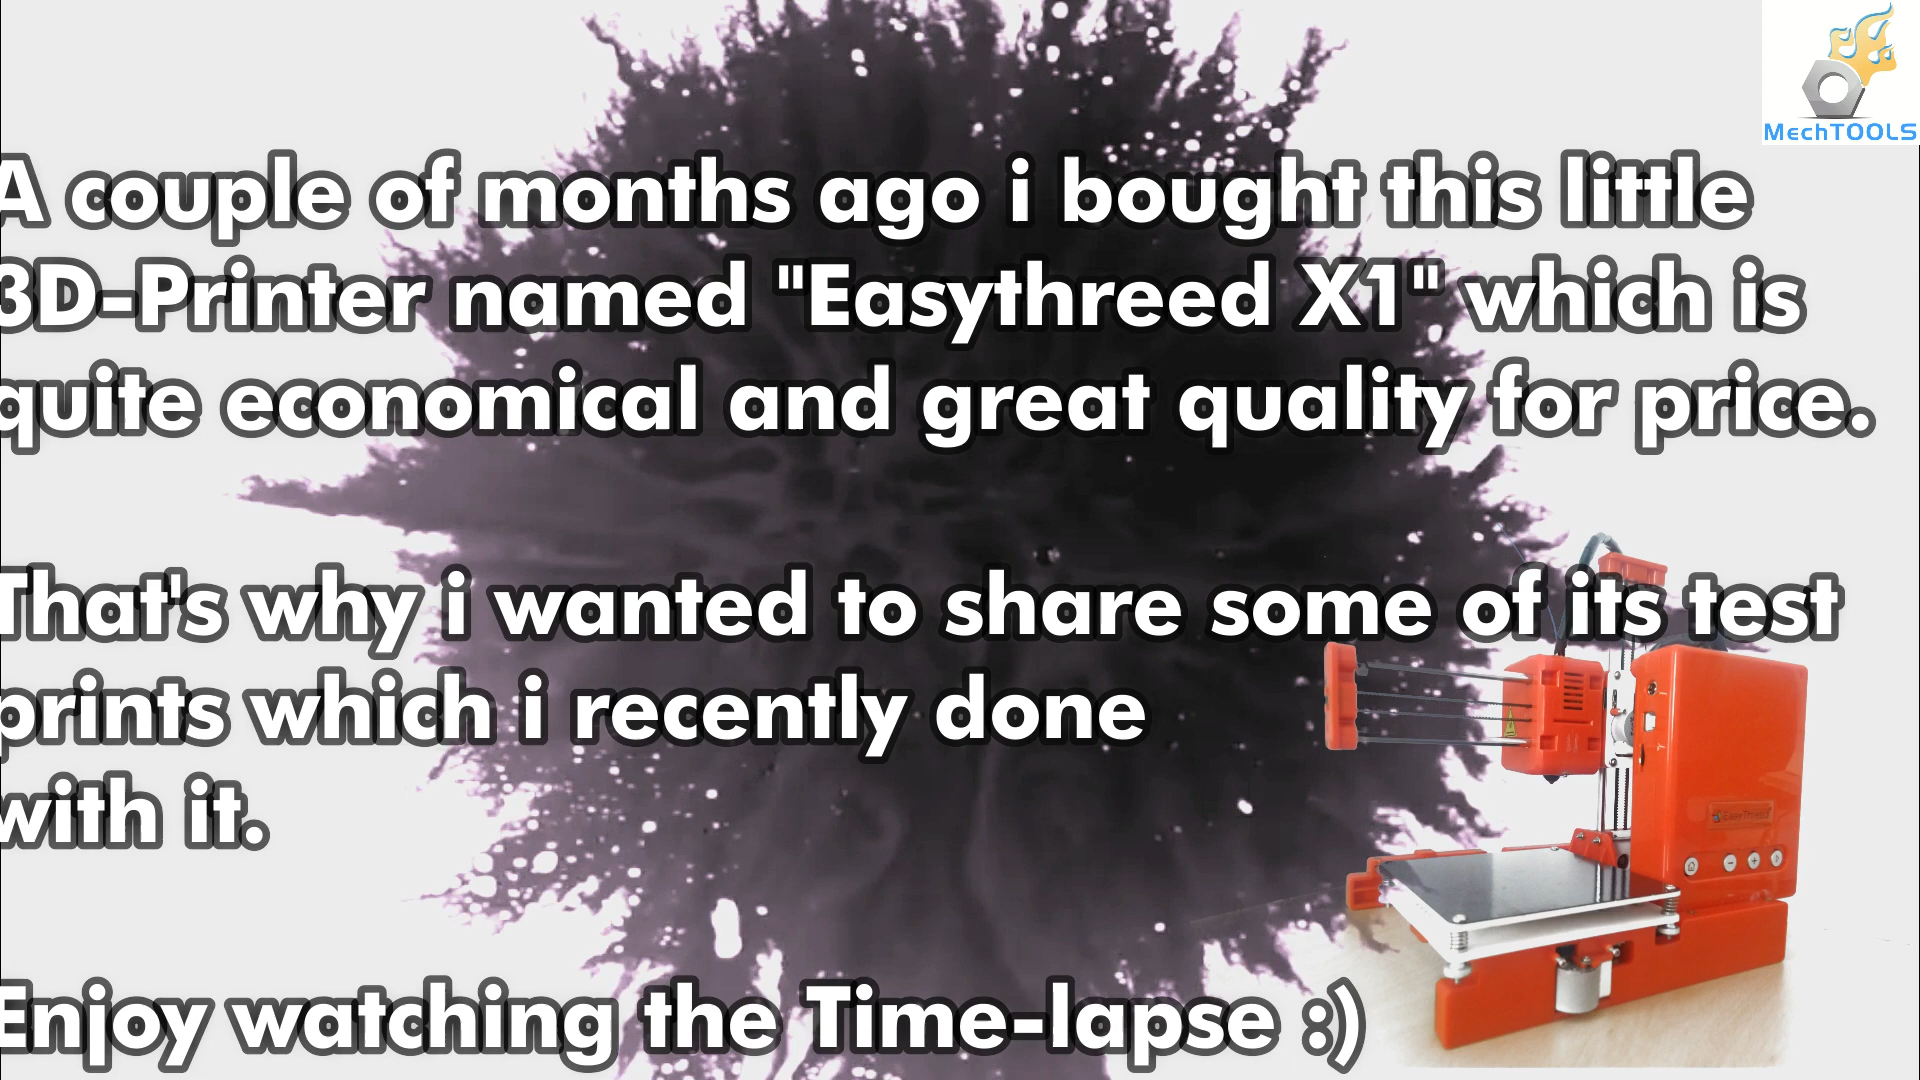 MechTOOLS
A couple of months ago i bought this little
3D-Printer named "Easythreed X1" which is
quite economical and great quality for price.
That's why i wanted to share some of its test
prints which i recently done
with it.
Enjoy watching the Time-lapse :)
EasyThreed